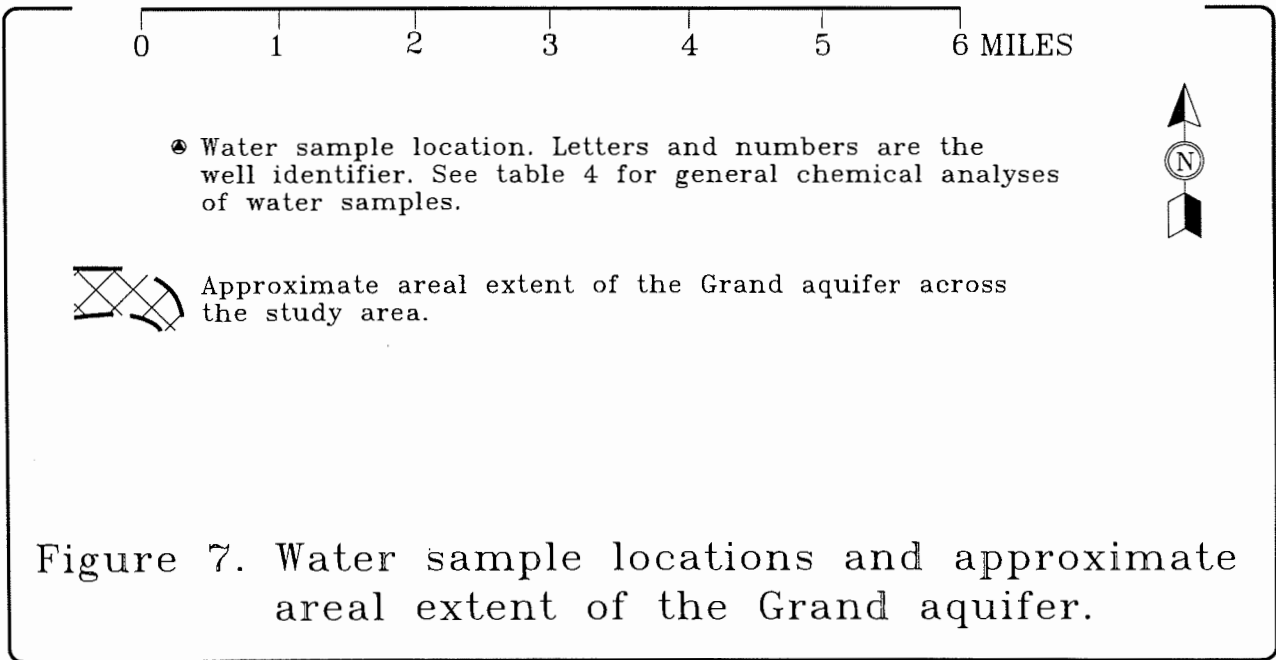 0 1 2 3 4 5 6 MILES
N
Water sample location. Letters and numbers are the
well identifier. See table 4 for general chemical analyses
of water samples.
Approximate areal extent of the Grand aquifer across
the study area.
Figure 7. Water sample locations and approximate
areal extent of the Grand aquifer.